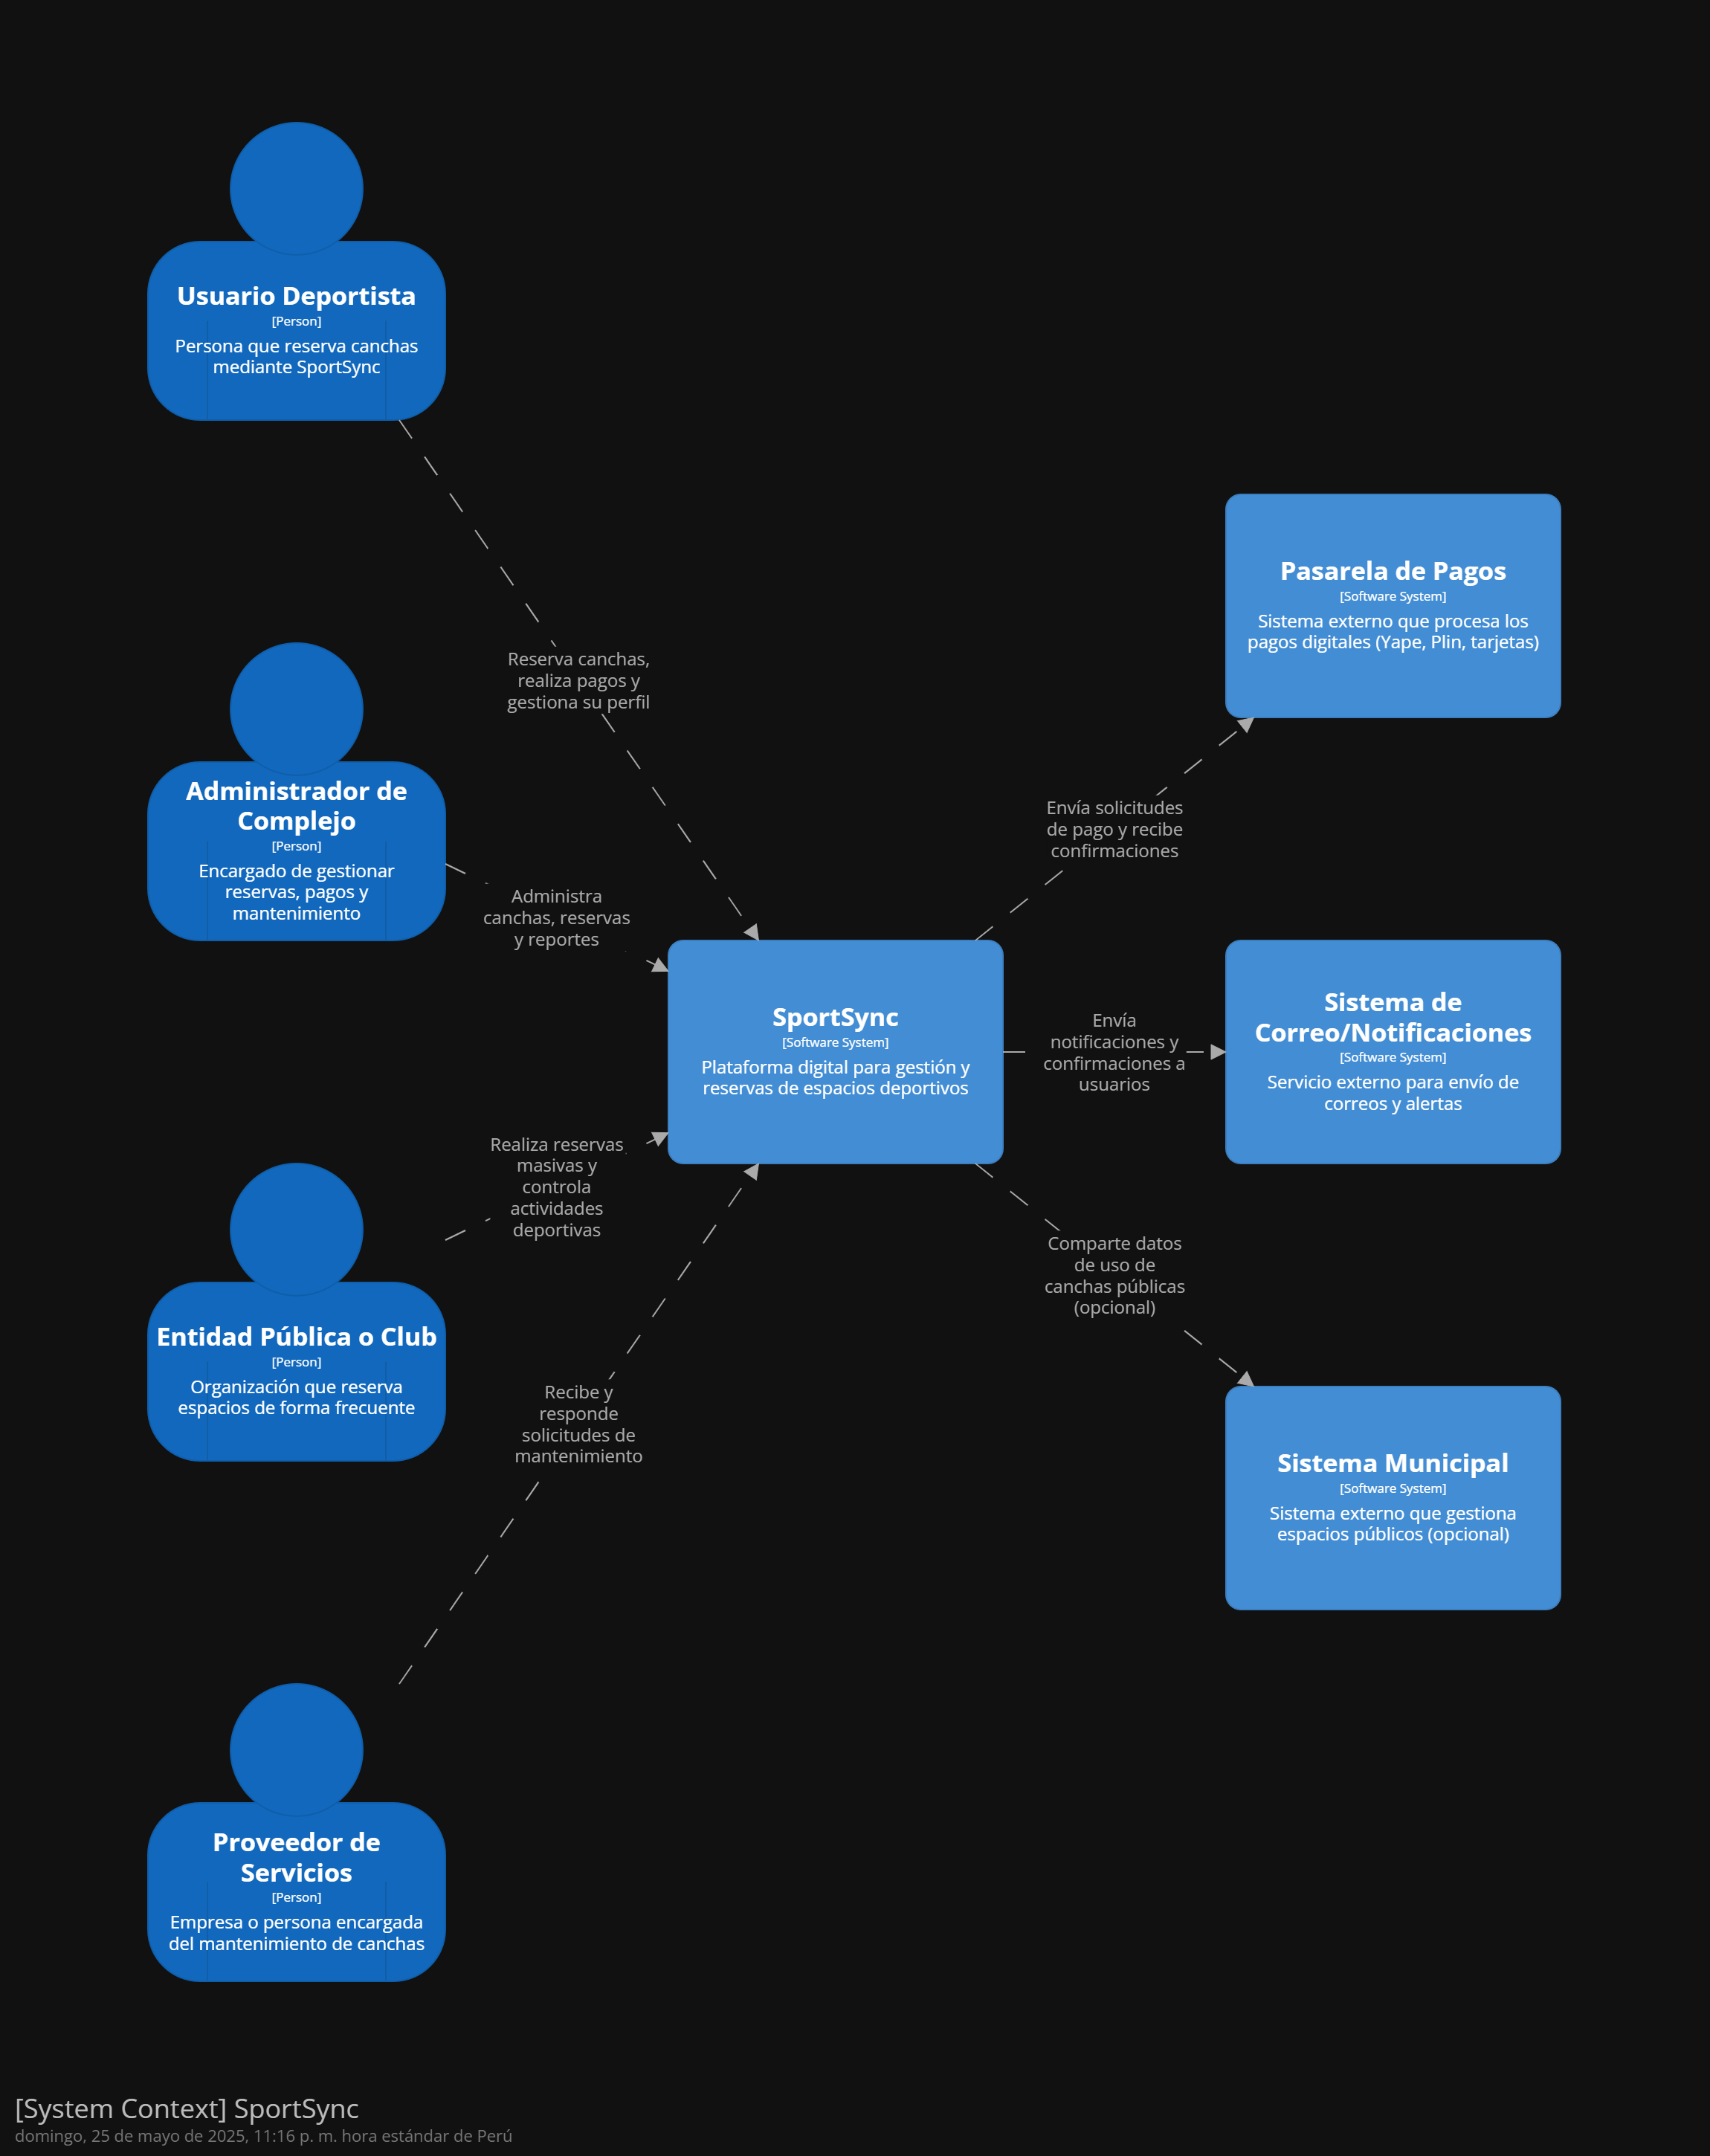 Usuario Deportista
[Person]
Persona que reserva canchas
mediante SportSync
Reserva canchas,
realiza pagos y
gestiona su perfil
Administrador de
Complejo
[Person]
Encargado de gestionar
reservas, pagos y
mantenimiento
Administra
canchas, reservas
y reportes
Entidad Pública o Club
[Person]
Organización que reserva
espacios de forma frecuente
Realiza reservas
masivas y
controla
actividades
deportivas
Proveedor de
Servicios
[Person]
Empresa o persona encargada
del mantenimiento de canchas
Recibe y
responde
solicitudes de
mantenimiento
SportSync
[Software System]
Plataforma digital para gestión y
reservas de espacios deportivos
Envía solicitudes
de pago y recibe
confirmaciones
Pasarela de Pagos
[Software System]
Sistema externo que procesa los
pagos digitales (Yape, Plin, tarjetas)
Envía
notificaciones y
confirmaciones a
usuarios
Sistema de
Correo/Notificaciones
[Software System]
Servicio externo para envío de
correos y alertas
Comparte datos
de uso de
canchas públicas
(opcional)
Sistema Municipal
[Software System]
Sistema externo que gestiona
espacios públicos (opcional)
[System Context] SportSync
domingo, 25 de mayo de 2025, 11:16 p. m. hora estándar de Perú